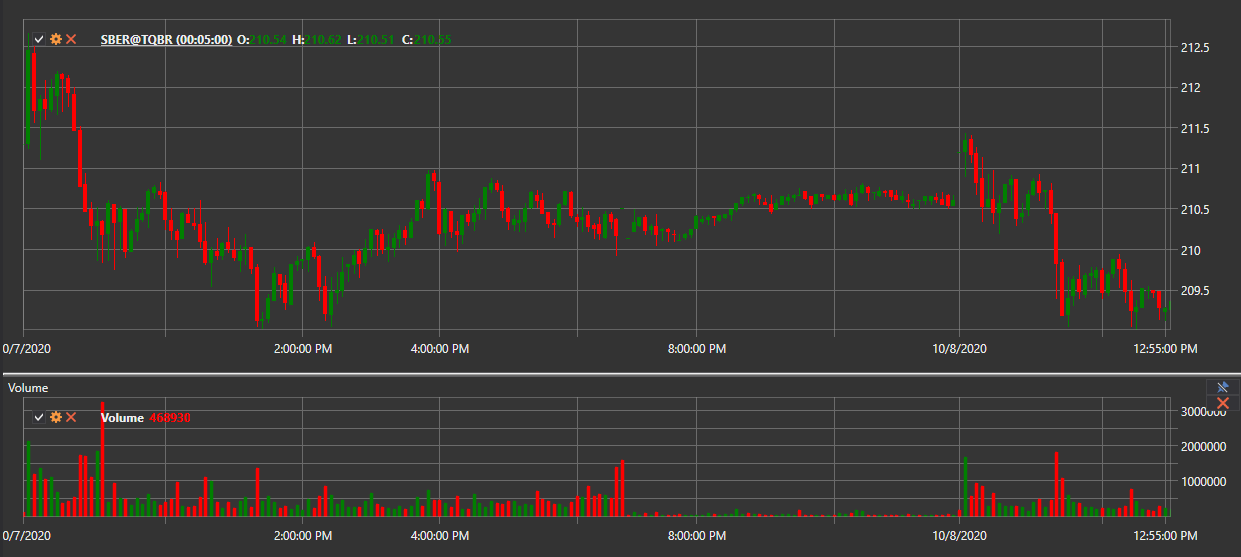 SBER@TQBR (00:05:00) O:210.54 H:210.62 L:210.51 C:210.55
212.5
212
211.5
211
210.5
210
209.5
0/7/2020 2:00:00 PM 4:00:00 PM 8:00:00 PM 10/8/2020 12:55:00 PM
Volume
Volume 468930
3000000
2000000
1000000
0/7/2020 2:00:00 PM 4:00:00 PM 8:00:00 PM 10/8/2020 12:55:00 PM